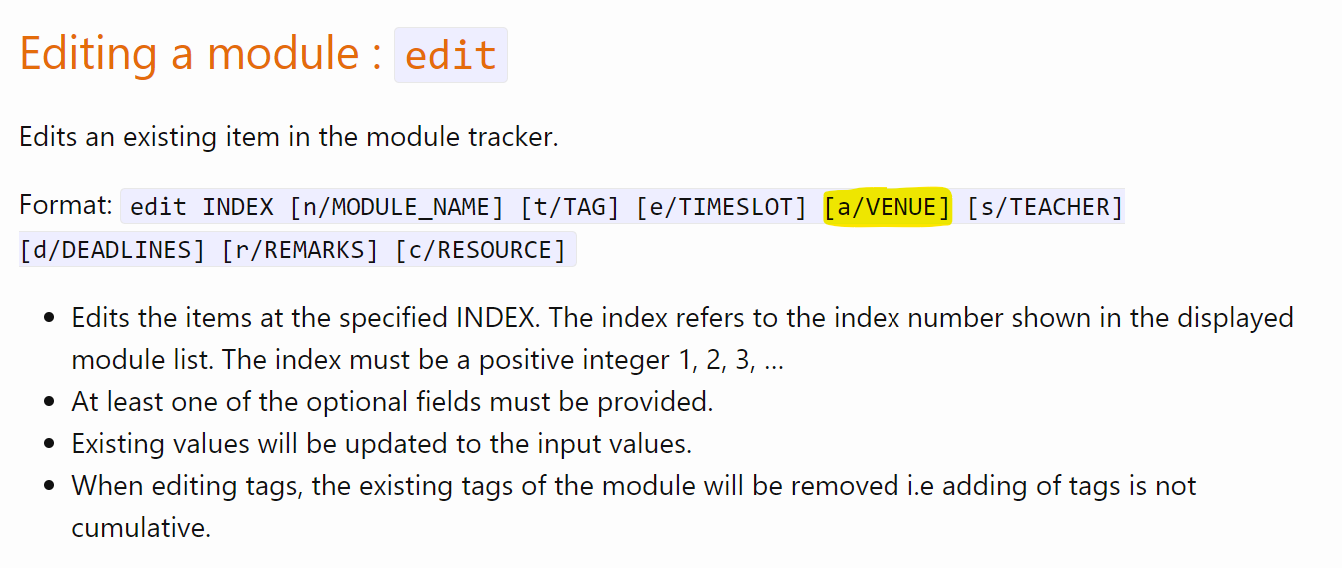 Editing a module : edit
Edits an existing item in the module tracker.
Format: edit INDEX [n/MODULE_NAME] [t/TAG] [e/TIMESLOT] [a/VENUE] [s/TEACHER]
[d/DEADLINES] [r/REMARKS] [c/RESOURCE]
• Edits the items at the specified INDEX. The index refers to the index number shown in the displayed
module list. The index must be a positive integer 1, 2, 3, …
• At least one of the optional fields must be provided.
• Existing values will be updated to the input values.
• When editing tags, the existing tags of the module will be removed i.e adding of tags is not
cumulative.